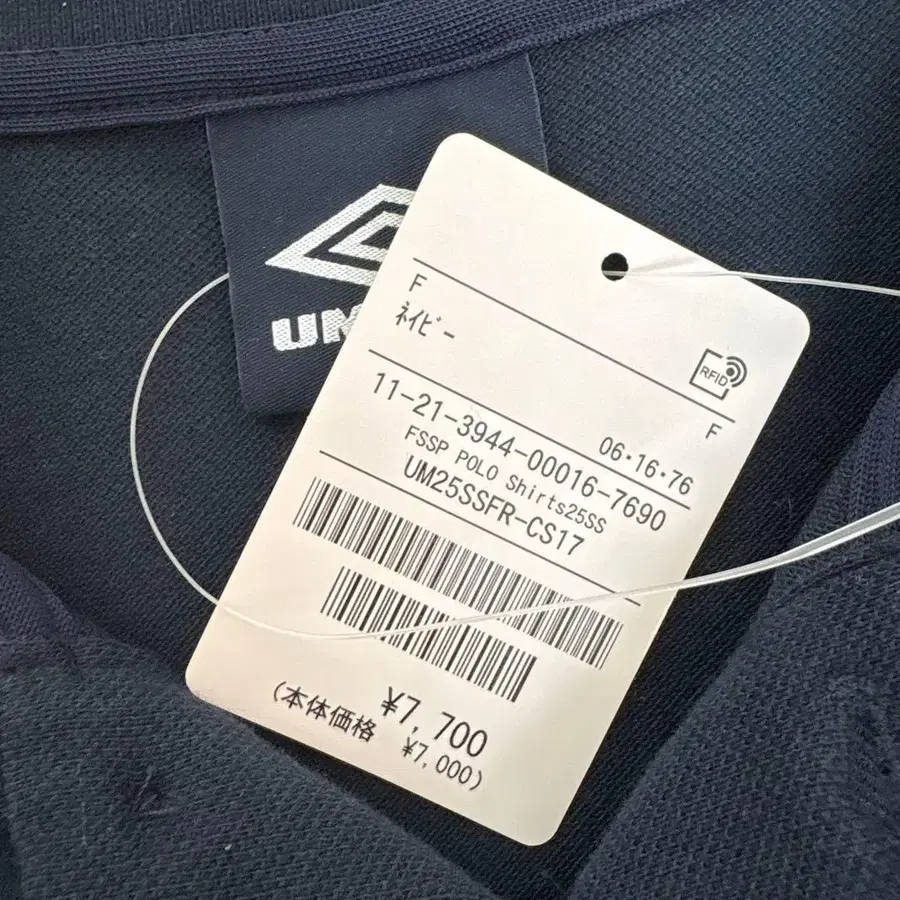 UM
F
ネイビー
RFID
F
06・16・76
11-21-3944-00016-7690
FSSP POLO Shirts25SS
UM25SSFR-CS17
¥7,700
(本体価格 ¥7,000)